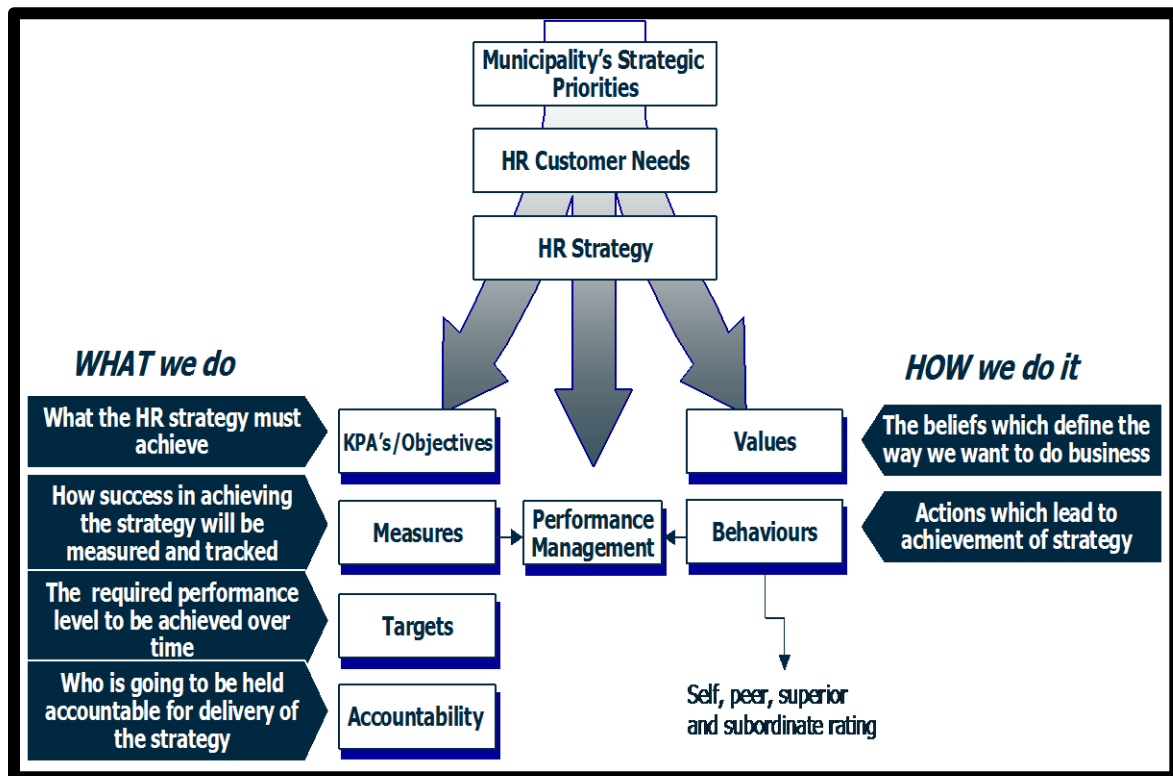 Municipality's Strategic
Priorities
HR Customer Needs
HR Strategy
WHAT we do
HOW we do it
What the HR strategy must
achieve
KPA's/Objectives
Values
The beliefs which define the
way we want to do business
How success in achieving
the strategy will be
measured and tracked
Measures
Performance
Management
Behaviours
Actions which lead to
achievement of strategy
The required performance
level to be achieved over
time
Targets
Who is going to be held
accountable for delivery of
the strategy
Accountability
Self, peer, superior
and subordinate rating